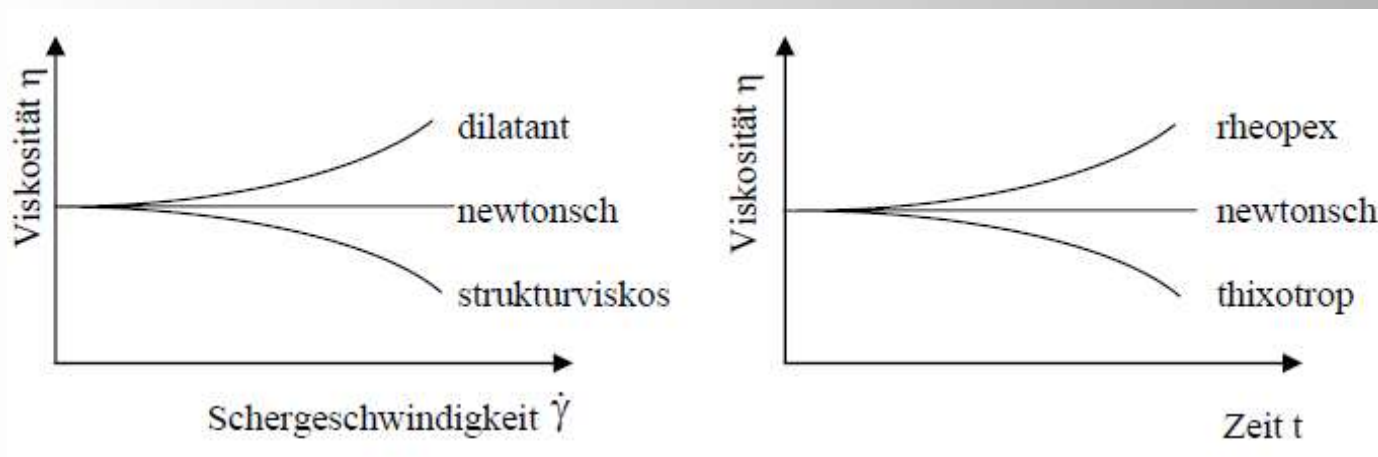 Viskosität η
dilatant
newtonsch
strukturviskos
Schergeschwindigkeit γ̇
Viskosität η
rheopex
newtonsch
thixotrop
Zeit t